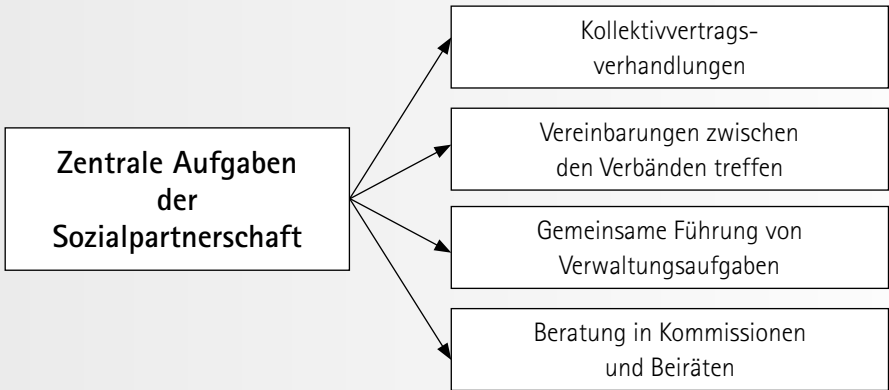 Zentrale Aufgaben
der
Sozialpartnerschaft
Kollektivvertrags-
verhandlungen
Vereinbarungen zwischen
den Verbänden treffen
Gemeinsame Führung von
Verwaltungsaufgaben
Beratung in Kommissionen
und Beiräten